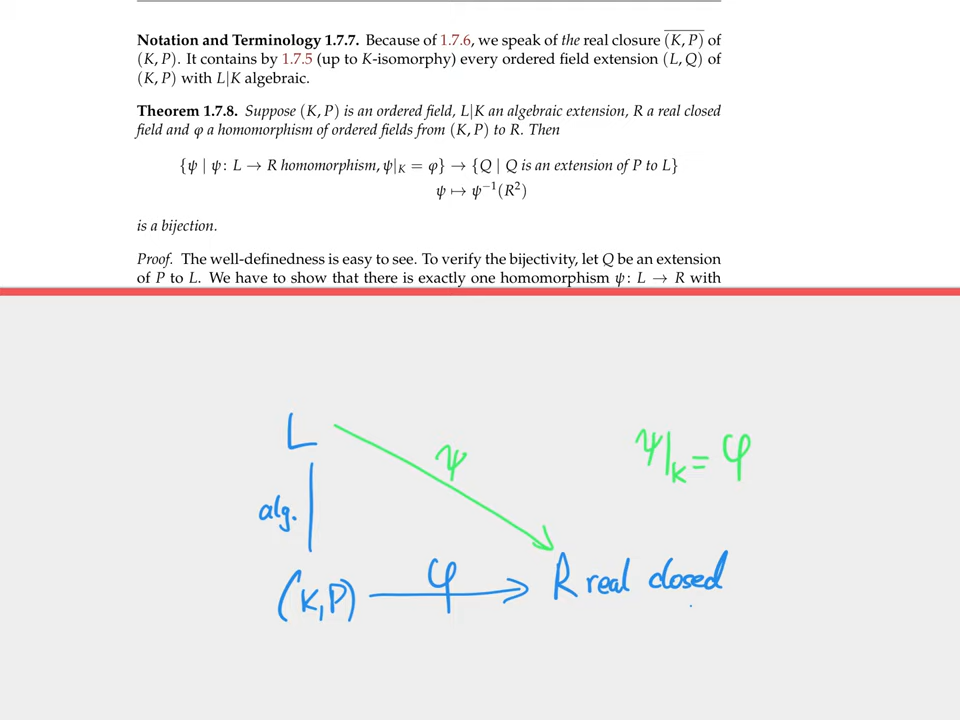 Notation and Terminology 1.7.7. Because of 1.7.6, we speak of the real closure $\overline{(K, P)}$ of
(K, P). It contains by 1.7.5 (up to K-isomorphy) every ordered field extension (L, Q) of
(K, P) with L|K algebraic.
Theorem 1.7.8. Suppose (K, P) is an ordered field, L|K an algebraic extension, R a real closed
field and φ a homomorphism of ordered fields from (K, P) to R. Then
{ψ | ψ: L → R homomorphism, ψ|_K = φ} → {Q | Q is an extension of P to L}
ψ ↦ ψ⁻¹(R²)
is a bijection.
Proof. The well-definedness is easy to see. To verify the bijectivity, let Q be an extension
of P to L. We have to show that there is exactly one homomorphism ψ: L → R with
L
ψ
ψ|_K = φ
alg.
φ
(K,P)
R real closed